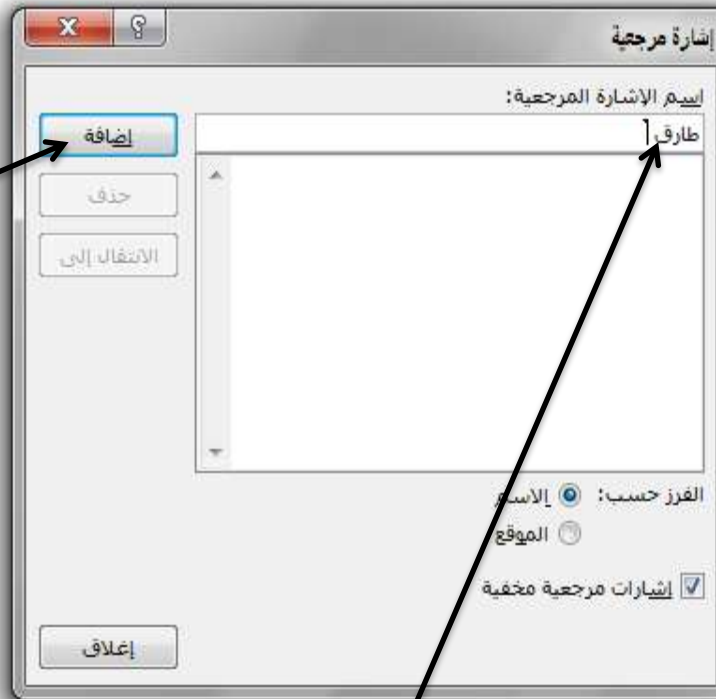 إشارة مرجعية
اسم الإشارة المرجعية:
طارق
إضافة
حذف
الانتقال إلى
الفرز حسب:
الاسم
الموقع
إشارات مرجعية مخفية
إغلاق